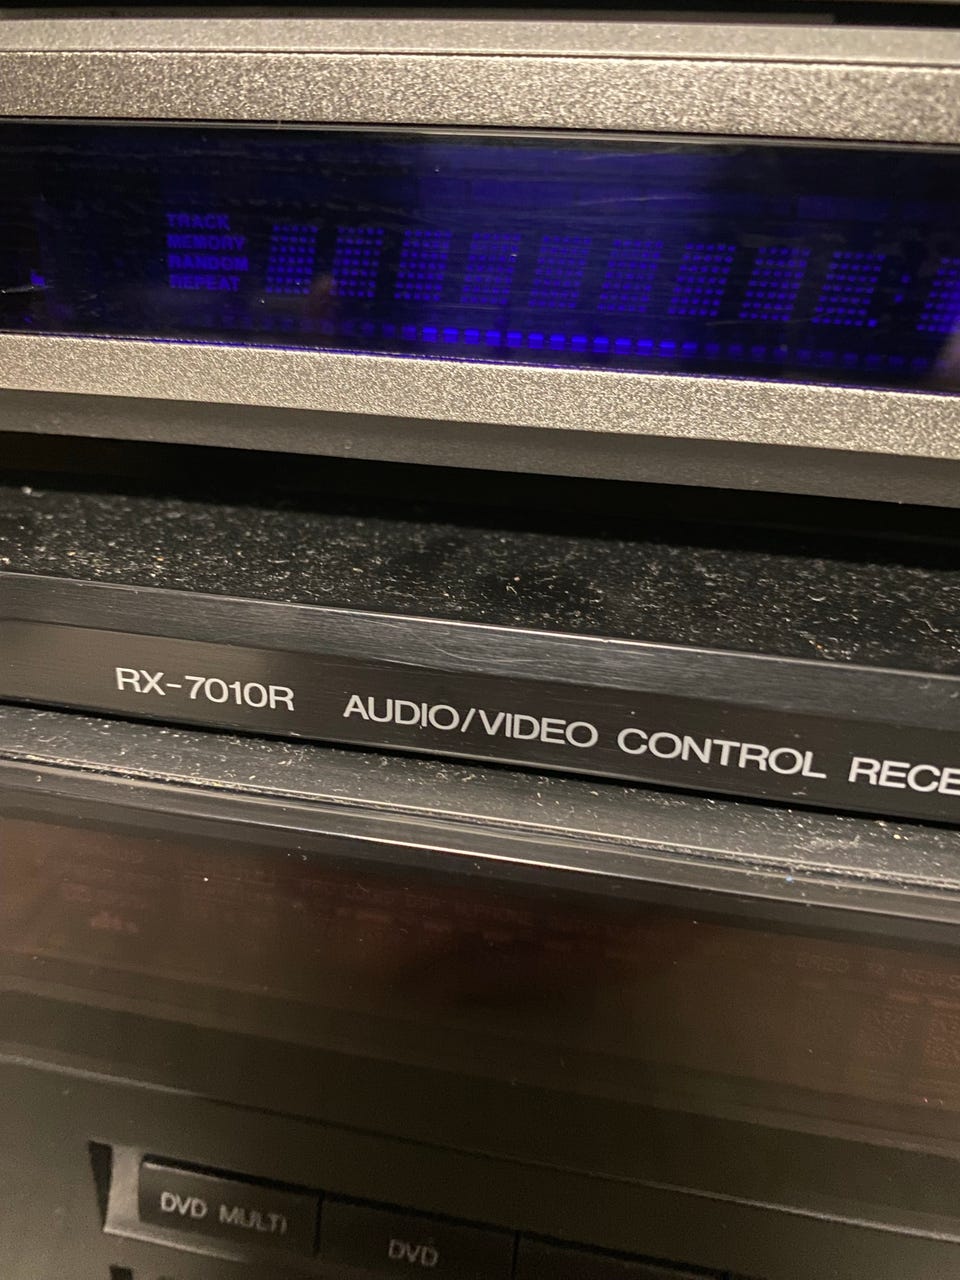 TRACK
MEMORY
RANDOM
REPEAT
RX-7010R AUDIO/VIDEO CONTROL RECE
DVD MULTI
DVD